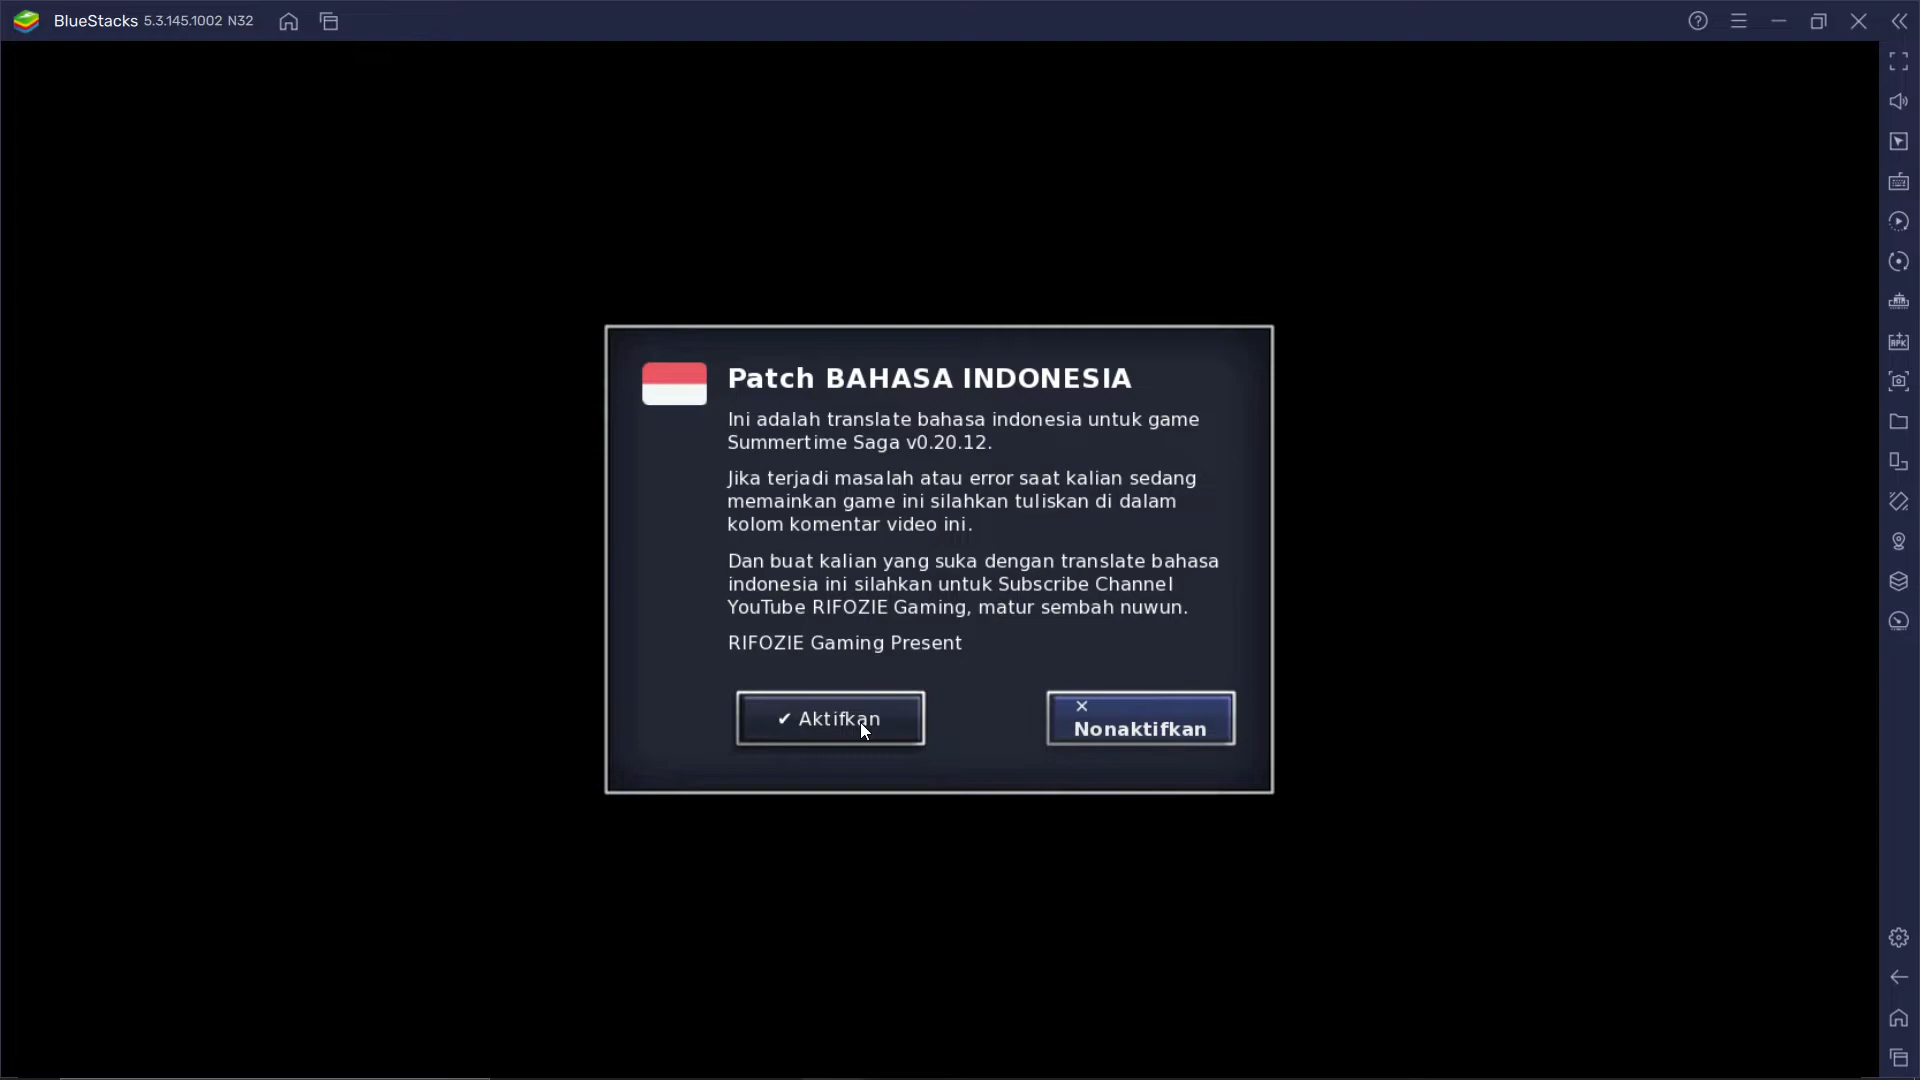 BlueStacks 5.3.145.1002 N32
Patch BAHASA INDONESIA
Ini adalah translate bahasa indonesia untuk game
Summertime Saga v0.20.12.
Jika terjadi masalah atau error saat kalian sedang
memainkan game ini silahkan tuliskan di dalam
kolom komentar video ini.
Dan buat kalian yang suka dengan translate bahasa
indonesia ini silahkan untuk Subscribe Channel
YouTube RIFOZIE Gaming, matur sembah nuwun.
RIFOZIE Gaming Present
✔ Aktifkan
✕
Nonaktifkan